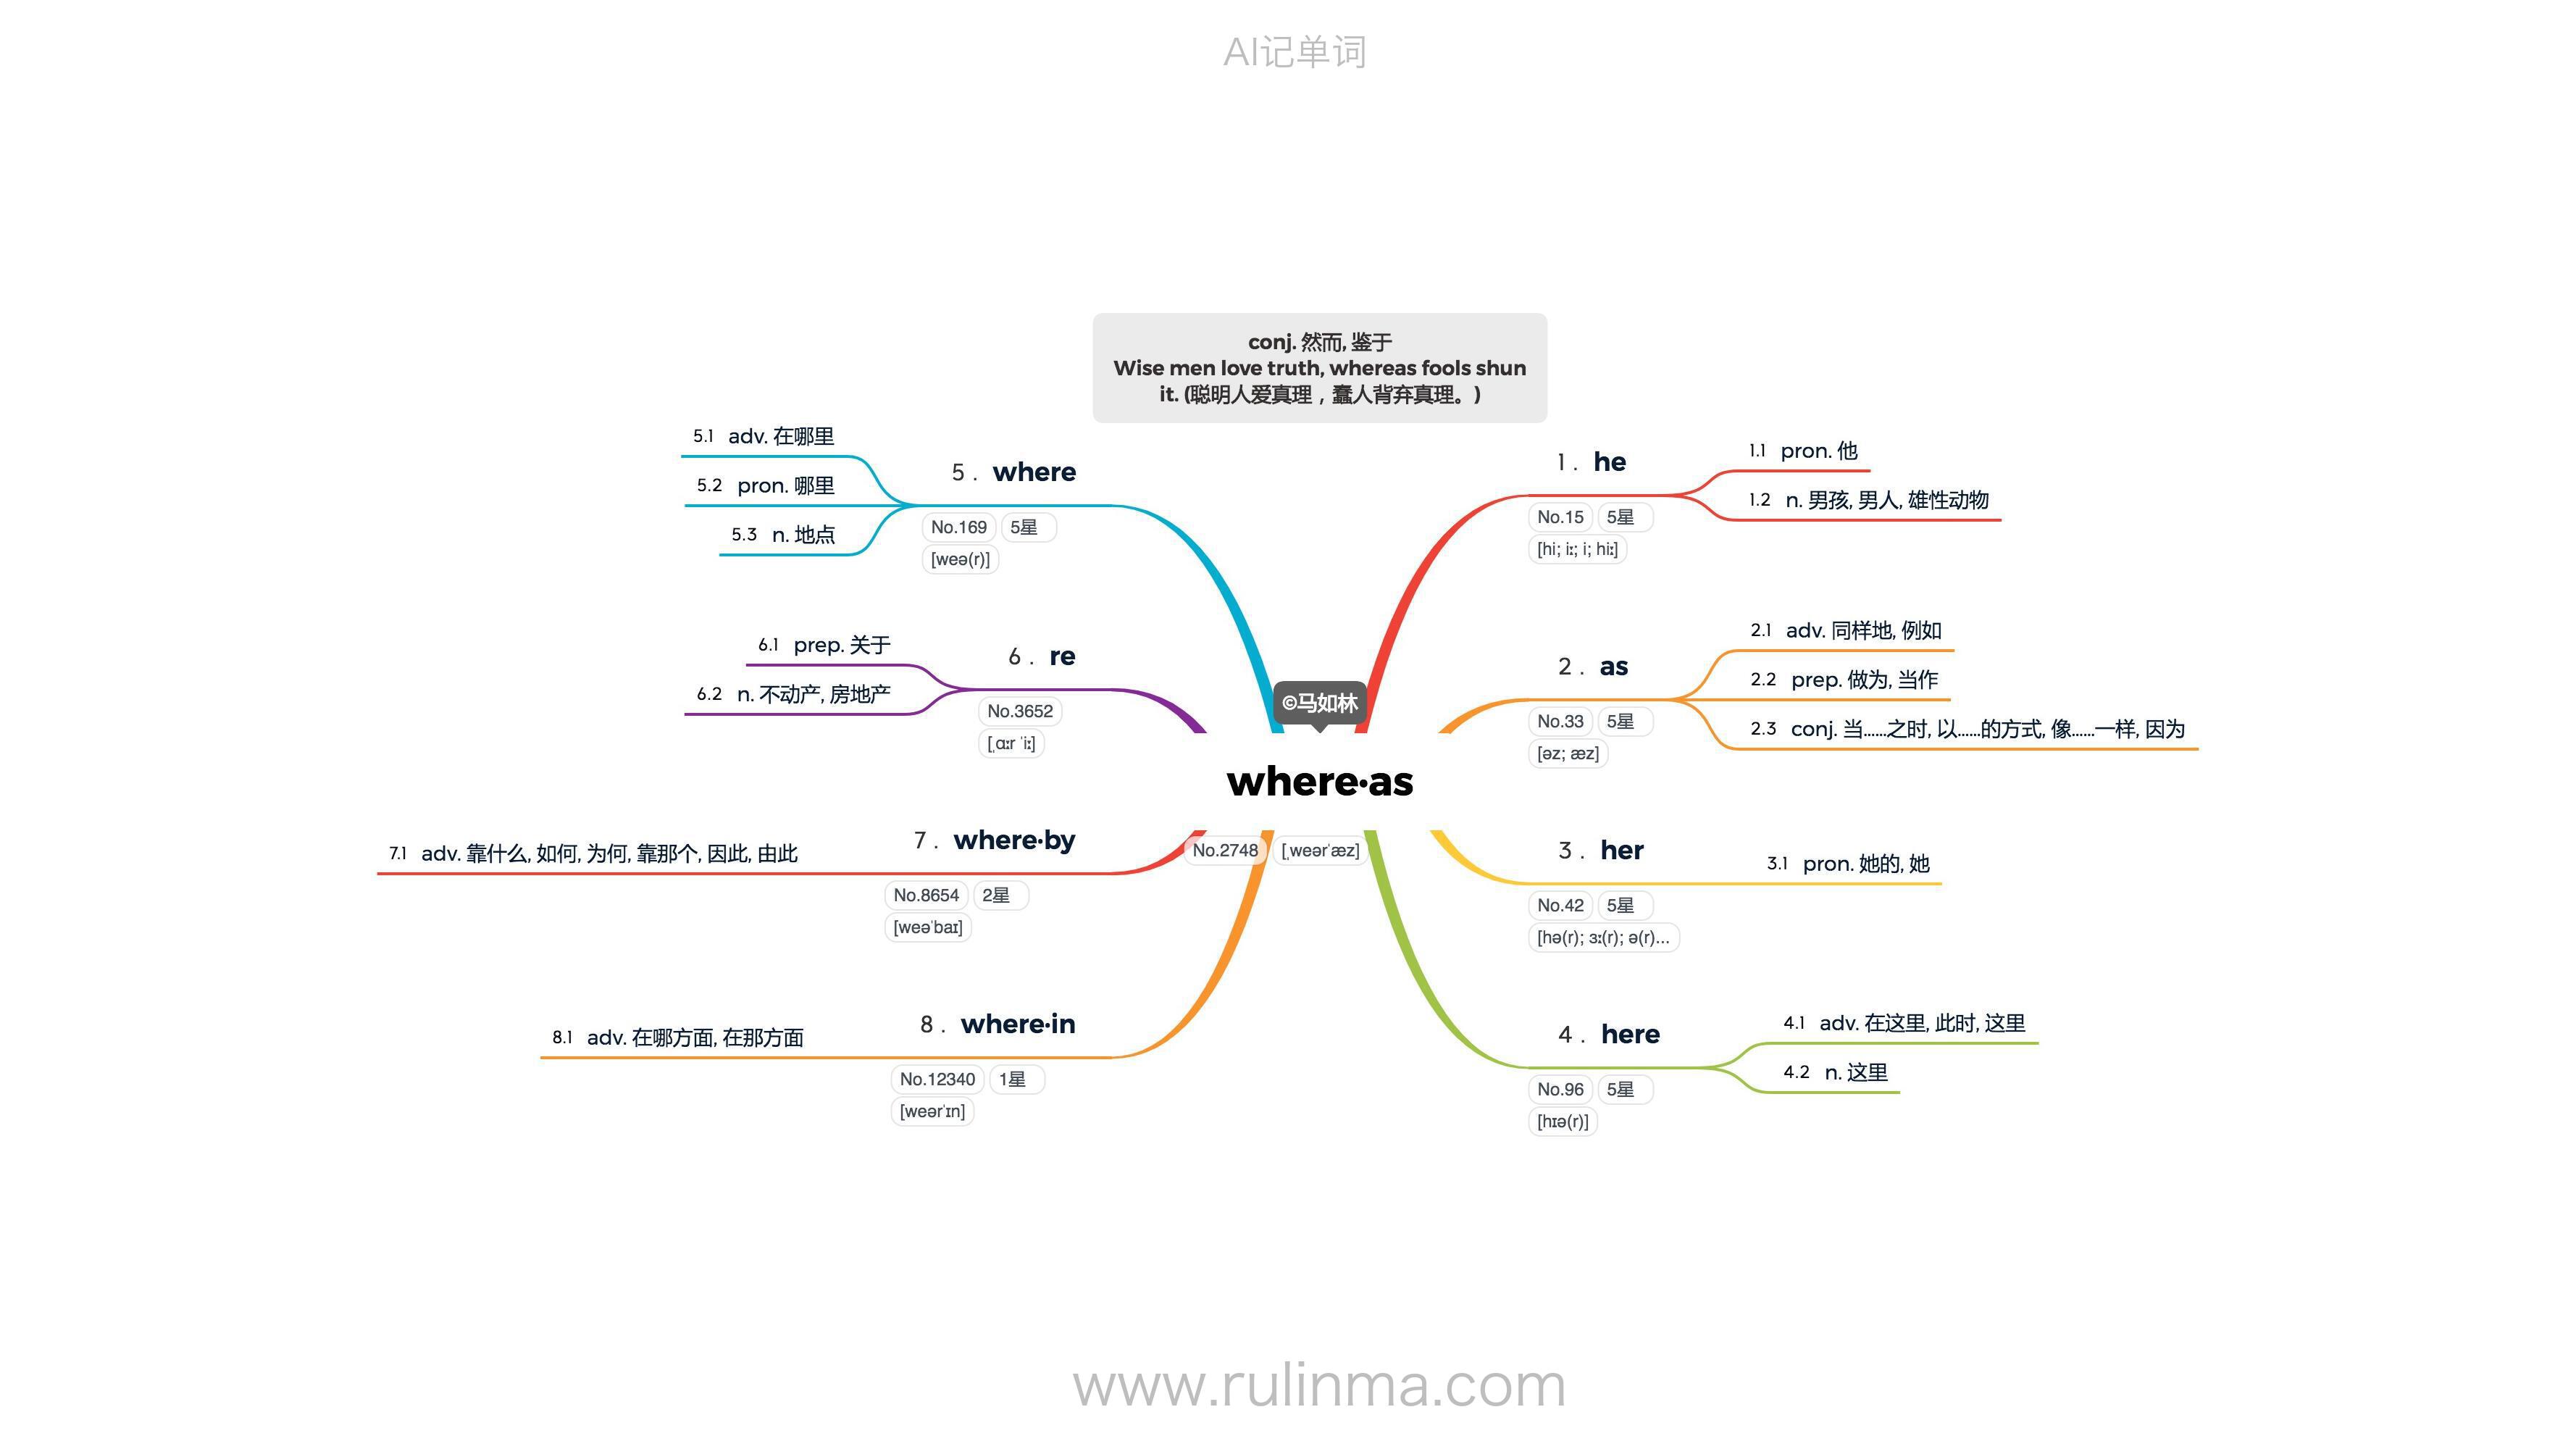 AI记单词
conj. 然而, 鉴于
Wise men love truth, whereas fools shun
it. (聪明人爱真理，蠢人背弃真理。)
©马如林
where·as
No.2748 [ˌweərˈæz]
1 . he
No.15 5星
[hi; iː; i; hiː]
1.1 pron. 他
1.2 n. 男孩, 男人, 雄性动物
2 . as
No.33 5星
[əz; æz]
2.1 adv. 同样地, 例如
2.2 prep. 做为, 当作
2.3 conj. 当……之时, 以……的方式, 像……一样, 因为
3 . her
No.42 5星
[hə(r); ɜː(r); ə(r)...
3.1 pron. 她的, 她
4 . here
No.96 5星
[hɪə(r)]
4.1 adv. 在这里, 此时, 这里
4.2 n. 这里
5 . where
No.169 5星
[weə(r)]
5.1 adv. 在哪里
5.2 pron. 哪里
5.3 n. 地点
6 . re
No.3652
[ˌɑːr ˈiː]
6.1 prep. 关于
6.2 n. 不动产, 房地产
7 . where·by
No.8654 2星
[weəˈbaɪ]
7.1 adv. 靠什么, 如何, 为何, 靠那个, 因此, 由此
8 . where·in
No.12340 1星
[weərˈɪn]
8.1 adv. 在哪方面, 在那方面
www.rulinma.com